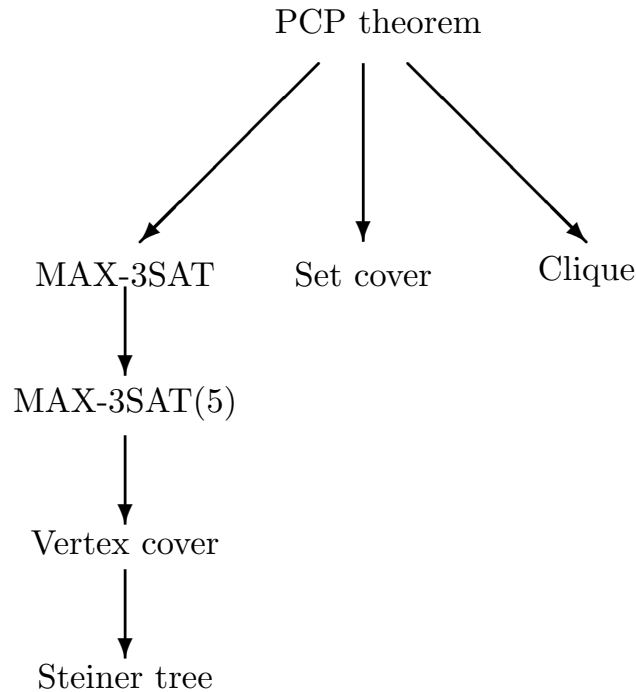 PCP theorem
MAX-3SAT
Set cover
Clique
MAX-3SAT(5)
Vertex cover
Steiner tree